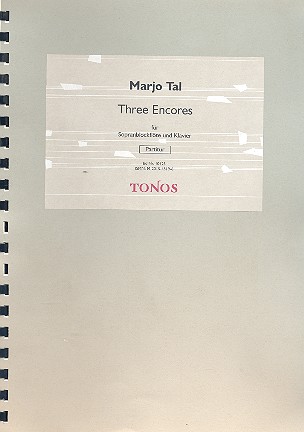 Marjo Tal
Three Encores
für
Sopranblockflöte und Klavier
Partitur
TONOS